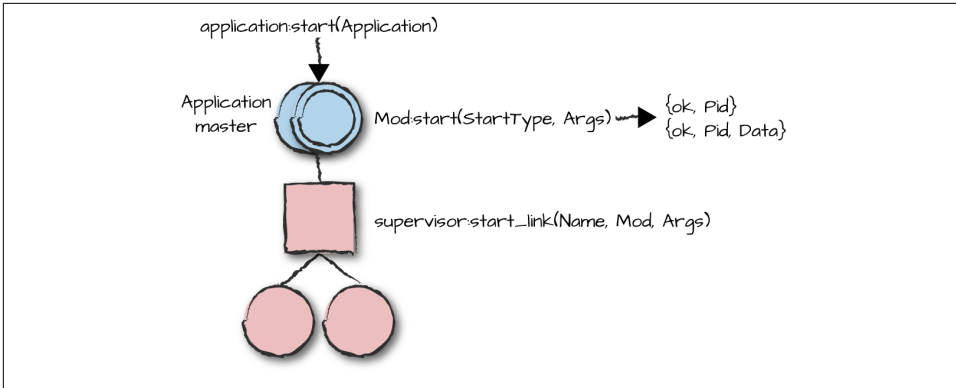 application:start(Application)
Application
master
Mod:start(StartType, Args)
{ok, Pid}
{ok, Pid, Data}
supervisor:start_link(Name, Mod, Args)